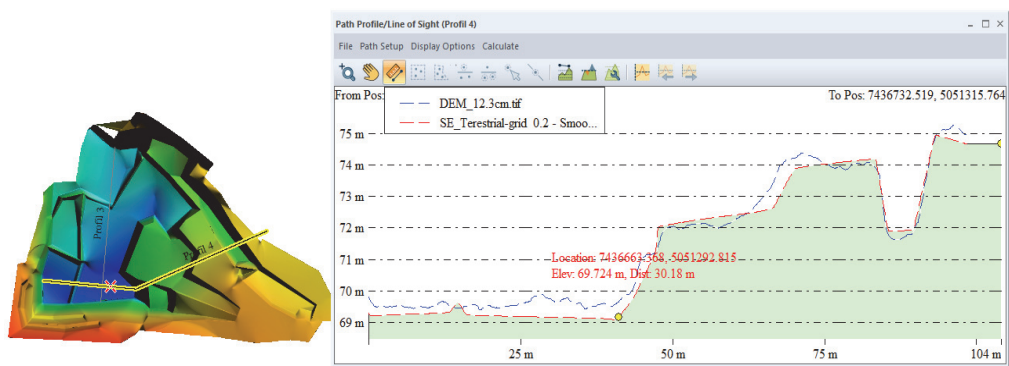 Profil 3
Profil 4
Path Profile/Line of Sight (Profil 4)
File Path Setup Display Options Calculate
From Pos:
To Pos: 7436732.519, 5051315.764
DEM_12.3cm.tif
SE_Terestrial-grid 0.2 - Smoo...
75 m
74 m
73 m
72 m
71 m
70 m
69 m
Location: 7436663.368, 5051292.815
Elev: 69.724 m, Dist: 30.18 m
25 m
50 m
75 m
104 m